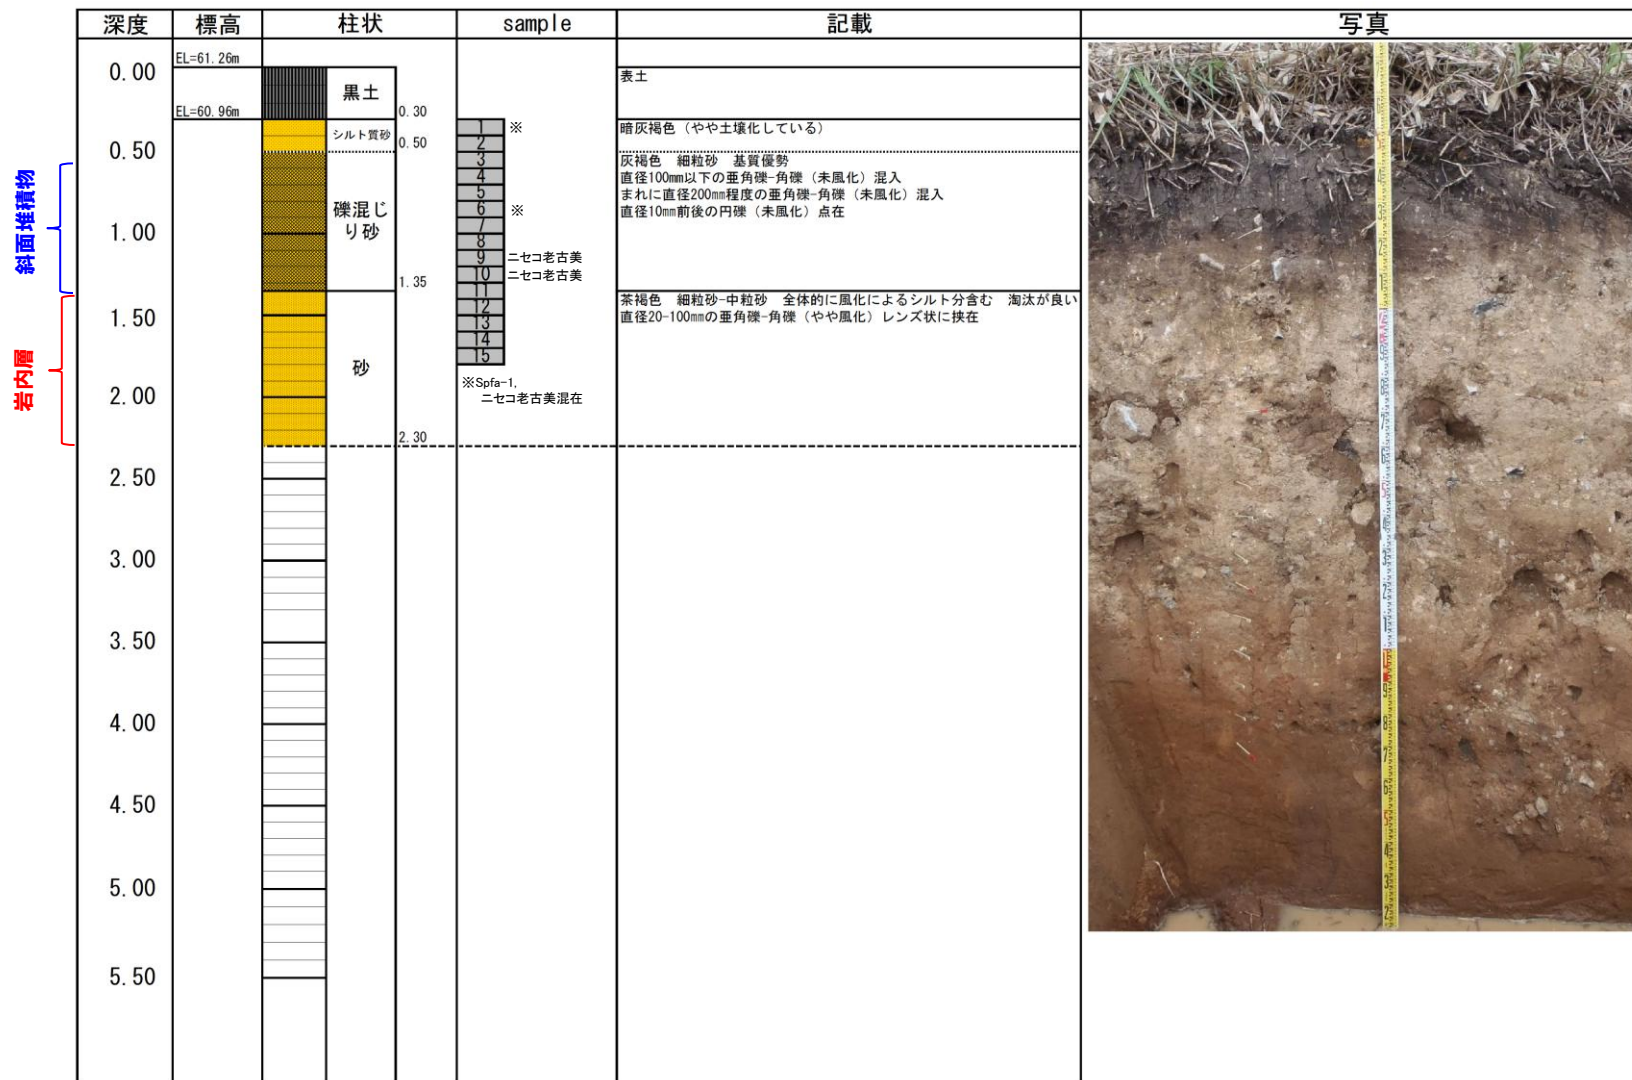 深度 標高 柱状 sample 記載 写真
EL=61.26m
0.00
黒土
表土
EL=60.96m
0.30
シルト質砂
0.50
1 ※
2
暗灰褐色（やや土壌化している）
0.50
礫混じ
り砂
1.35
3
4
5
6 ※
7
8
9 ニセコ老古美
10 ニセコ老古美
11
12
13
14
15
灰褐色 細粒砂 基質優勢
直径100mm以下の亜角礫-角礫（未風化）混入
まれに直径200mm程度の亜角礫-角礫（未風化）混入
直径10mm前後の円礫（未風化）点在
斜面堆積物
1.00
茶褐色 細粒砂-中粒砂 全体的に風化によるシルト分含む 淘汰が良い
直径20-100mmの亜角礫-角礫（やや風化）レンズ状に挟在
1.50
岩内層
砂
※Spfa-1,
ニセコ老古美混在
2.00
2.30
2.50
3.00
3.50
4.00
4.50
5.00
5.50